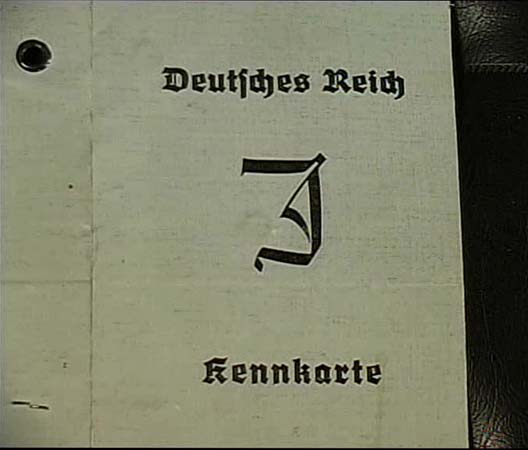 Deutsches Reich
J
Kennkarte